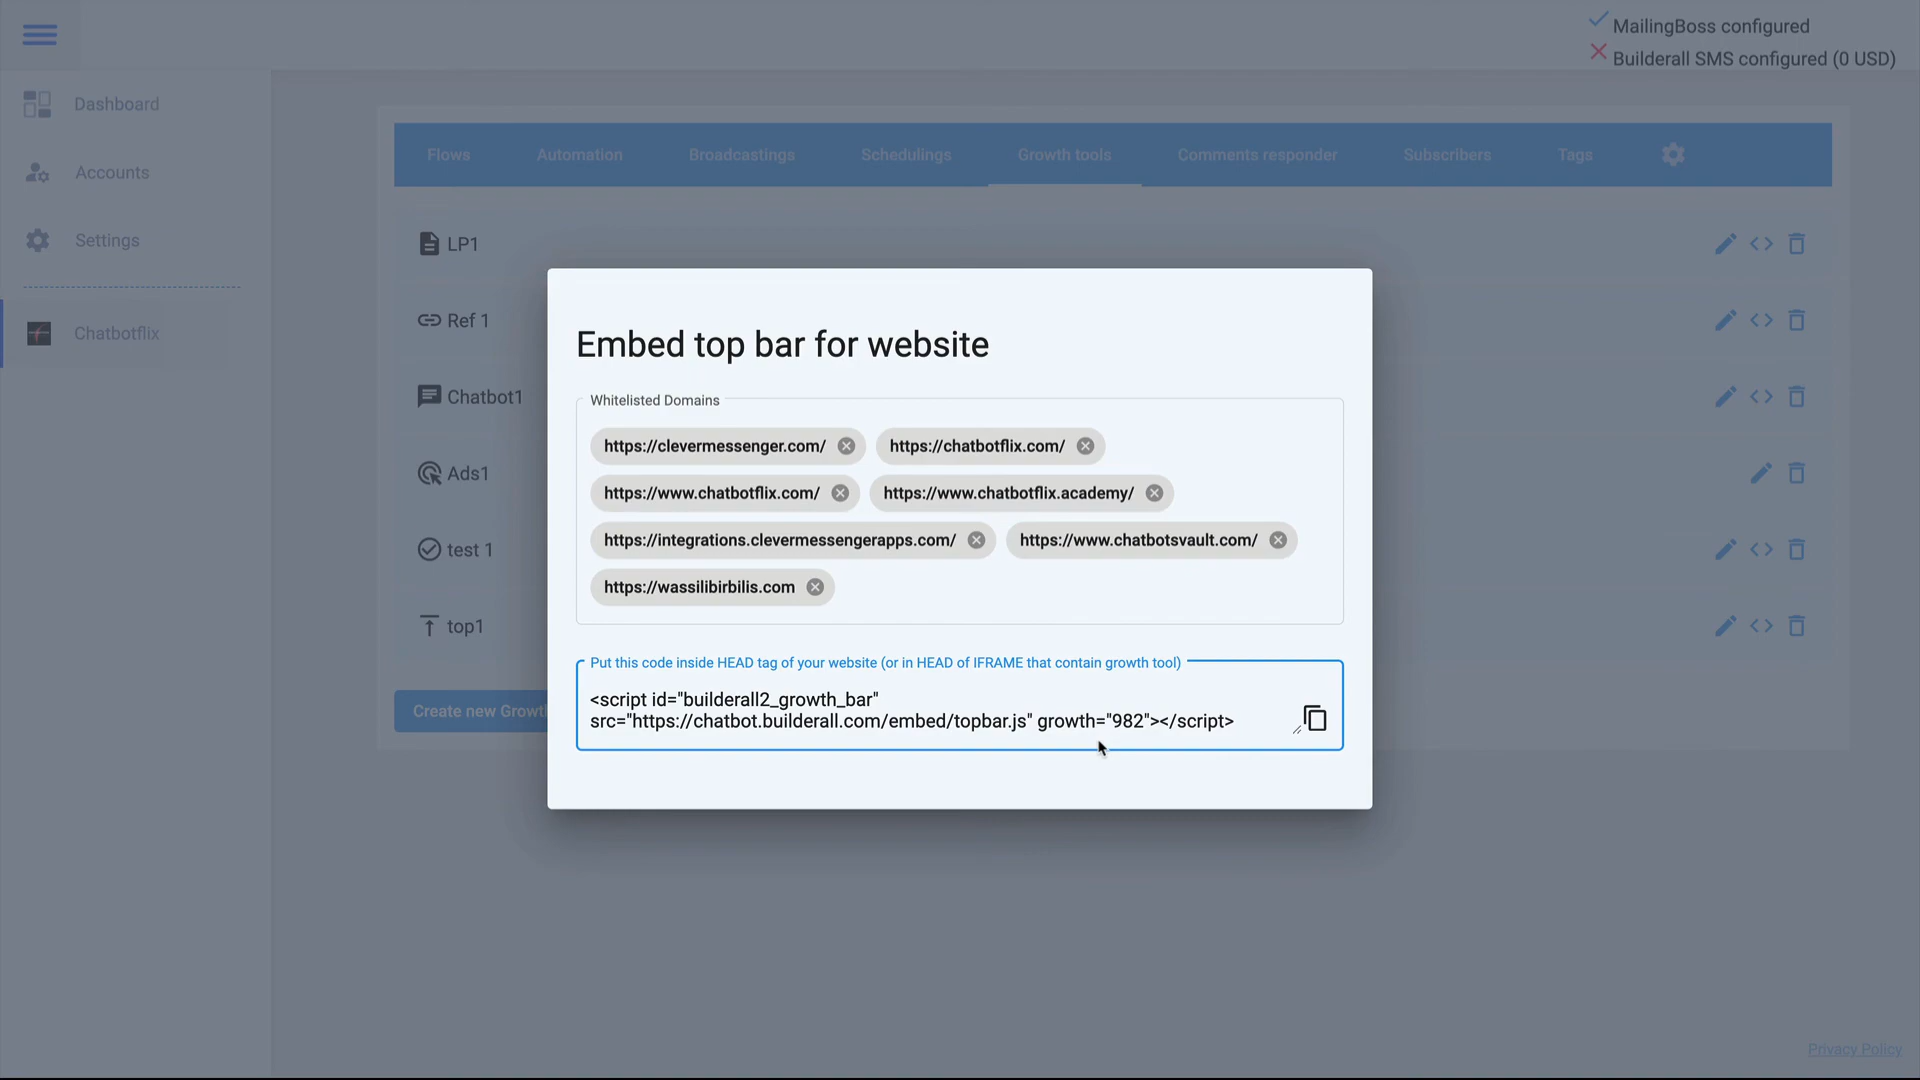 MailingBoss configured
Builderall SMS configured (0 USD)
Dashboard
Accounts
Settings
Chatbotflix
Flows
Automation
Broadcastings
Schedulings
Growth tools
Comments responder
Subscribers
Tags
LP1
Ref 1
Chatbot1
Ads1
test 1
top1
Create new Growt
Embed top bar for website
Whitelisted Domains
https://clevermessenger.com/
https://chatbotflix.com/
https://www.chatbotflix.com/
https://www.chatbotflix.academy/
https://integrations.clevermessengerapps.com/
https://www.chatbotsvault.com/
https://wassilibirbilis.com
Put this code inside HEAD tag of your website (or in HEAD of IFRAME that contain growth tool)
<script id="builderall2_growth_bar"
src="https://chatbot.builderall.com/embed/topbar.js" growth="982"></script>
Privacy Policy